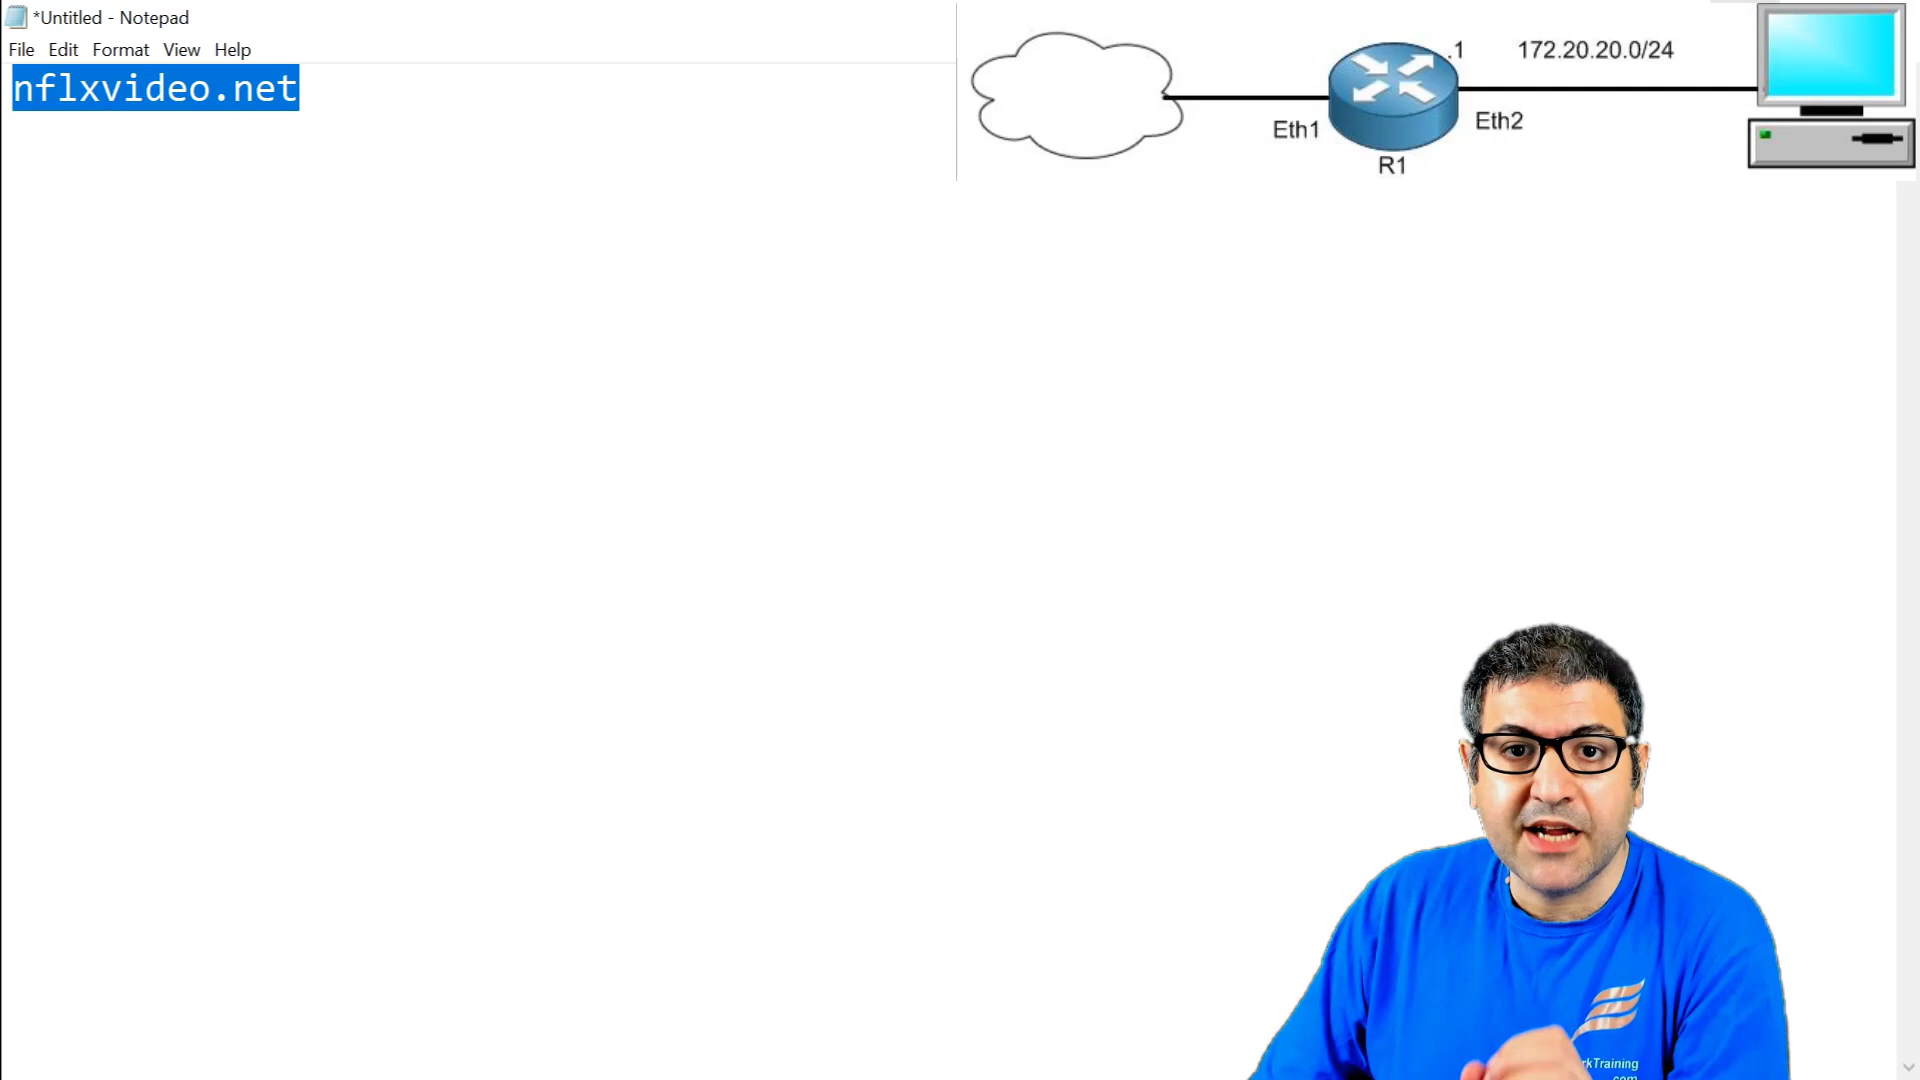 *Untitled - Notepad
File Edit Format View Help
nflxvideo.net
.1 172.20.20.0/24
Eth1
Eth2
R1